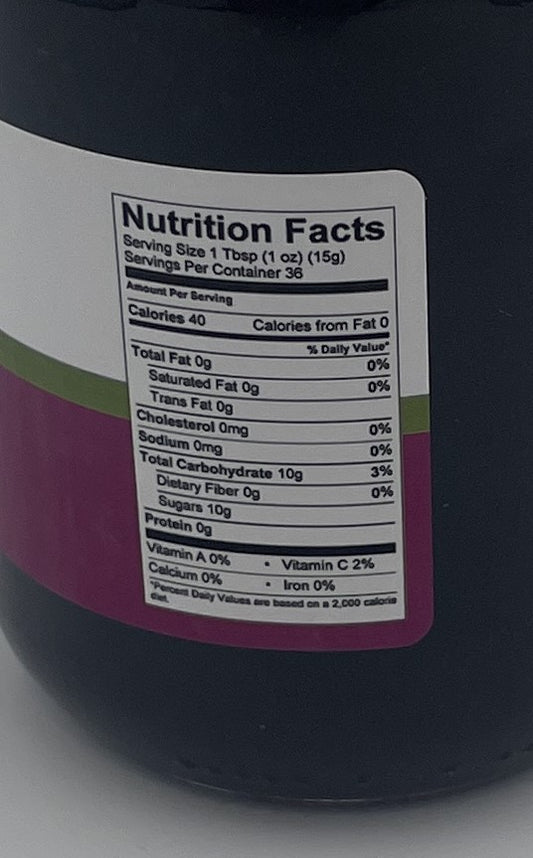 Nutrition Facts
Serving Size 1 Tbsp (1 oz) (15g)
Servings Per Container 36
Amount Per Serving
Calories 40 Calories from Fat 0
% Daily Value*
Total Fat 0g 0%
Saturated Fat 0g 0%
Trans Fat 0g
Cholesterol 0mg 0%
Sodium 0mg 0%
Total Carbohydrate 10g 3%
Dietary Fiber 0g 0%
Sugars 10g
Protein 0g
Vitamin A 0% • Vitamin C 2%
Calcium 0% • Iron 0%
*Percent Daily Values are based on a 2,000 calorie
diet.